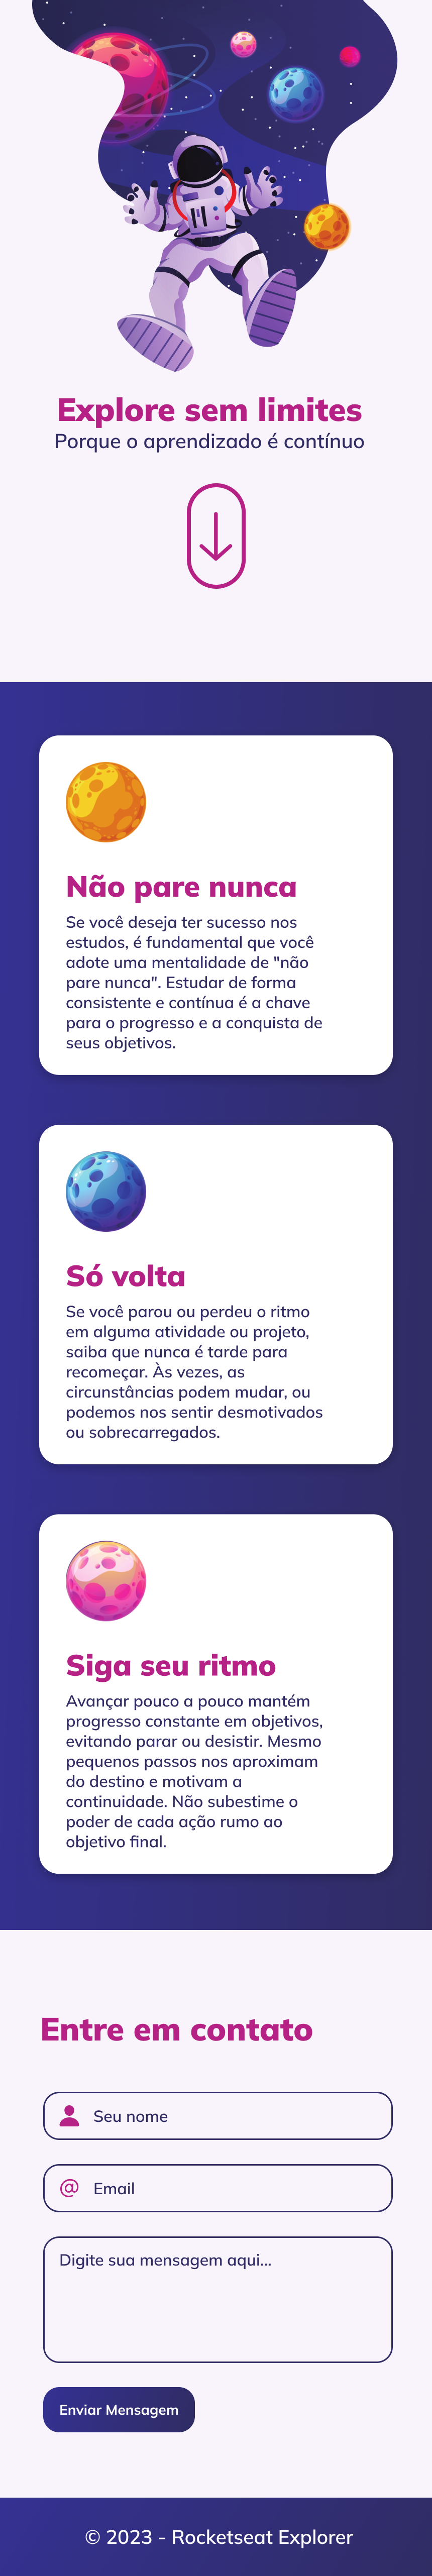 Explore sem limites
Porque o aprendizado é contínuo
Não pare nunca
Se você deseja ter sucesso nos
estudos, é fundamental que você
adote uma mentalidade de "não
pare nunca". Estudar de forma
consistente e contínua é a chave
para o progresso e a conquista de
seus objetivos.
Só volta
Se você parou ou perdeu o ritmo
em alguma atividade ou projeto,
saiba que nunca é tarde para
recomeçar. Às vezes, as
circunstâncias podem mudar, ou
podemos nos sentir desmotivados
ou sobrecarregados.
Siga seu ritmo
Avançar pouco a pouco mantém
progresso constante em objetivos,
evitando parar ou desistir. Mesmo
pequenos passos nos aproximam
do destino e motivam a
continuidade. Não subestime o
poder de cada ação rumo ao
objetivo final.
Entre em contato
Seu nome
@ Email
Digite sua mensagem aqui...
Enviar Mensagem
© 2023 - Rocketseat Explorer